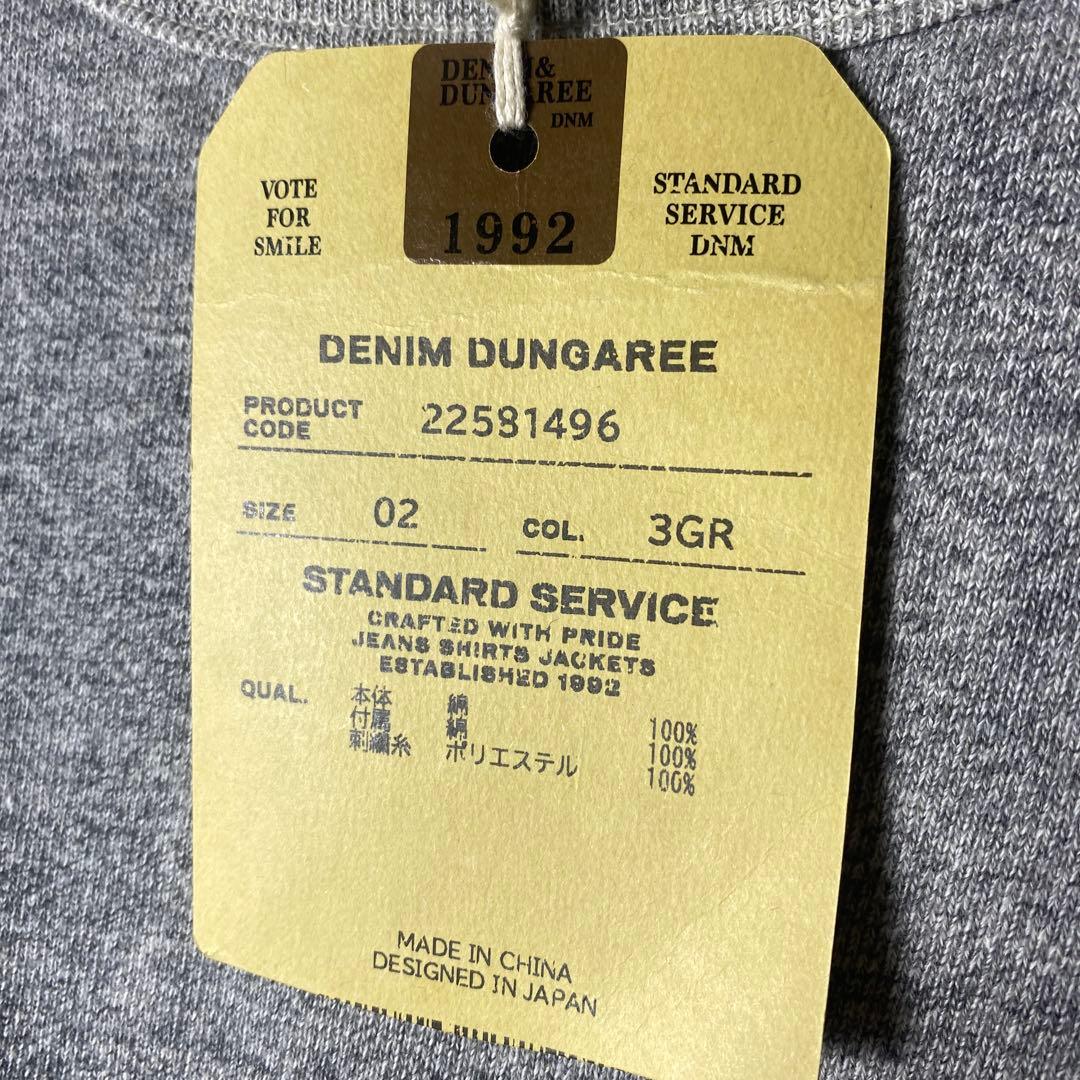 DENIM&
DUNGAREE
DNM
1992
VOTE
FOR
SMILE
STANDARD
SERVICE
DNM
DENIM DUNGAREE
PRODUCT
CODE
22581496
SIZE 02 COL. 3GR
STANDARD SERVICE
CRAFTED WITH PRIDE
JEANS SHIRTS JACKETS
ESTABLISHED 1992
QUAL. 本体 綿 100%
付属 綿 100%
刺繍糸 ポリエステル 100%
MADE IN CHINA
DESIGNED IN JAPAN